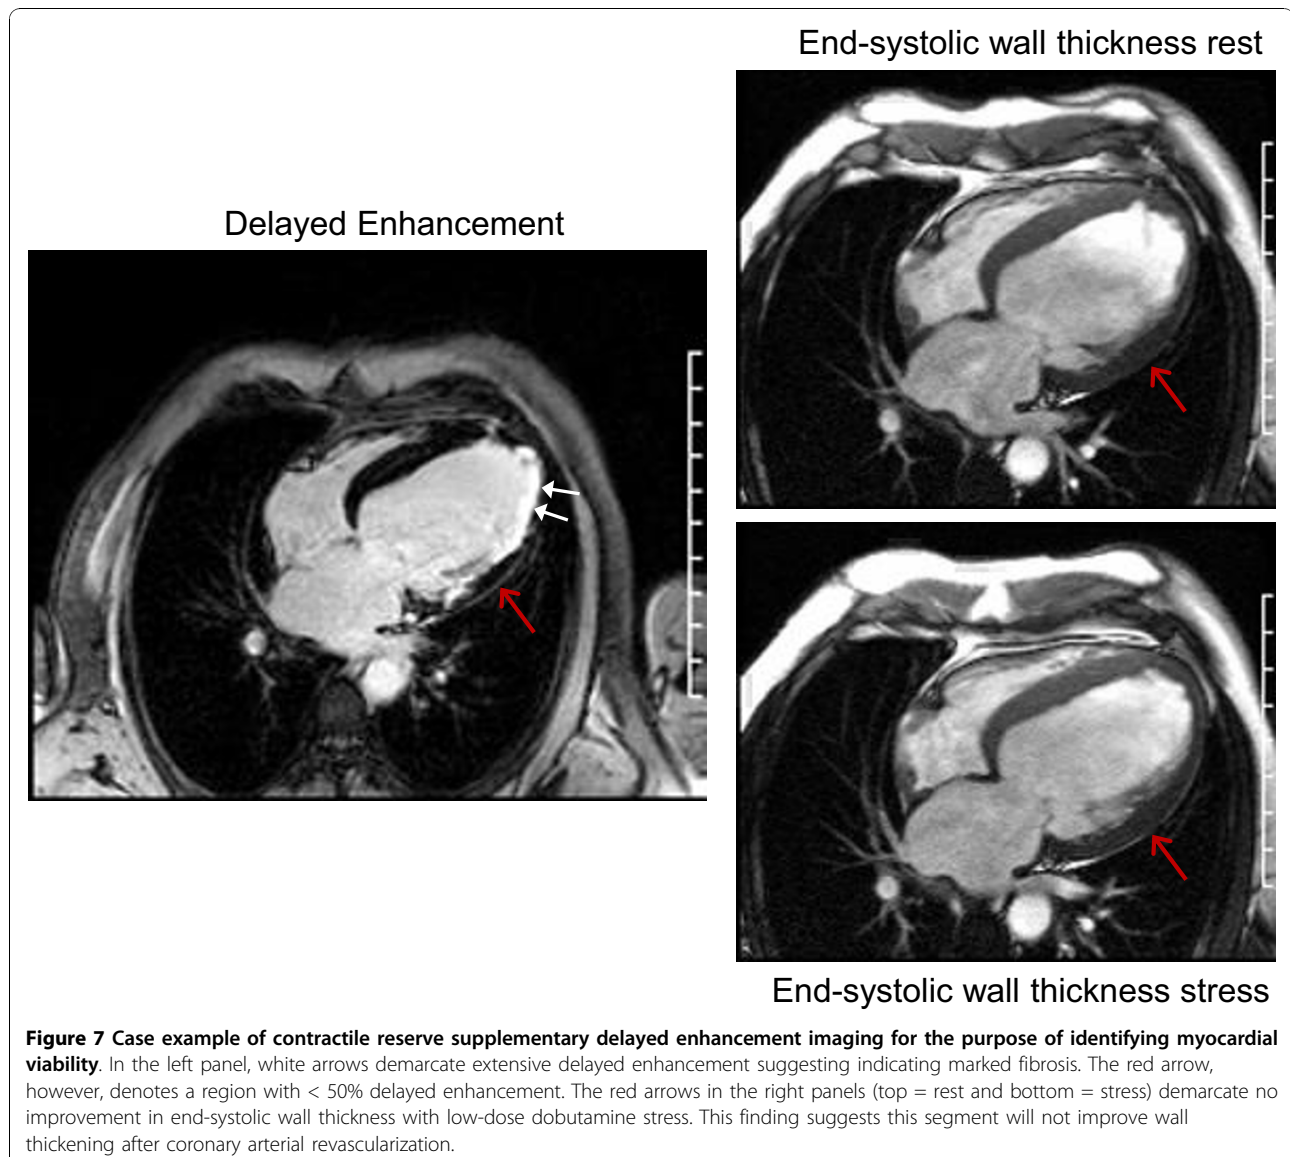 End-systolic wall thickness rest
Delayed Enhancement
End-systolic wall thickness stress
Figure 7 Case example of contractile reserve supplementary delayed enhancement imaging for the purpose of identifying myocardial
viability. In the left panel, white arrows demarcate extensive delayed enhancement suggesting indicating marked fibrosis. The red arrow,
however, denotes a region with < 50% delayed enhancement. The red arrows in the right panels (top = rest and bottom = stress) demarcate no
improvement in end-systolic wall thickness with low-dose dobutamine stress. This finding suggests this segment will not improve wall
thickening after coronary arterial revascularization.